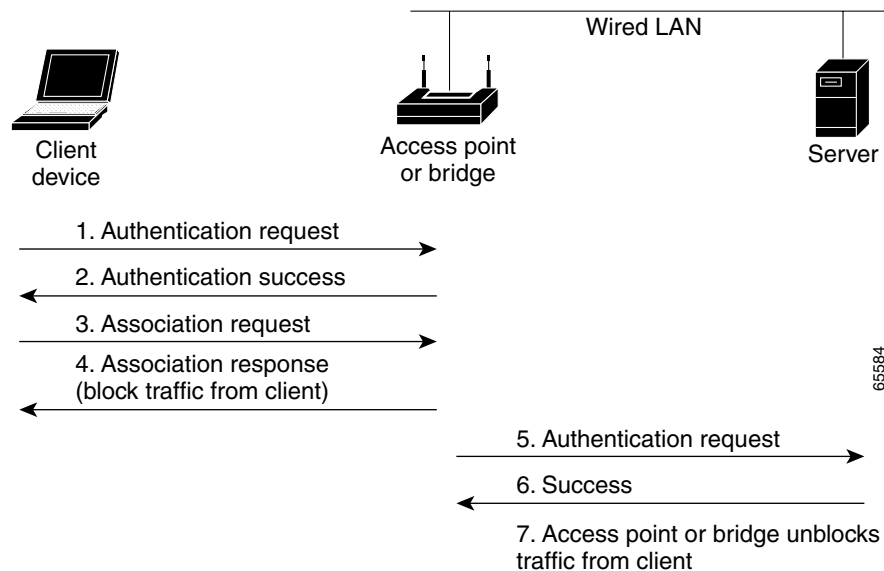 Wired LAN
Client
device
Access point
or bridge
Server
1. Authentication request
2. Authentication success
3. Association request
4. Association response
(block traffic from client)
65584
5. Authentication request
6. Success
7. Access point or bridge unblocks
traffic from client